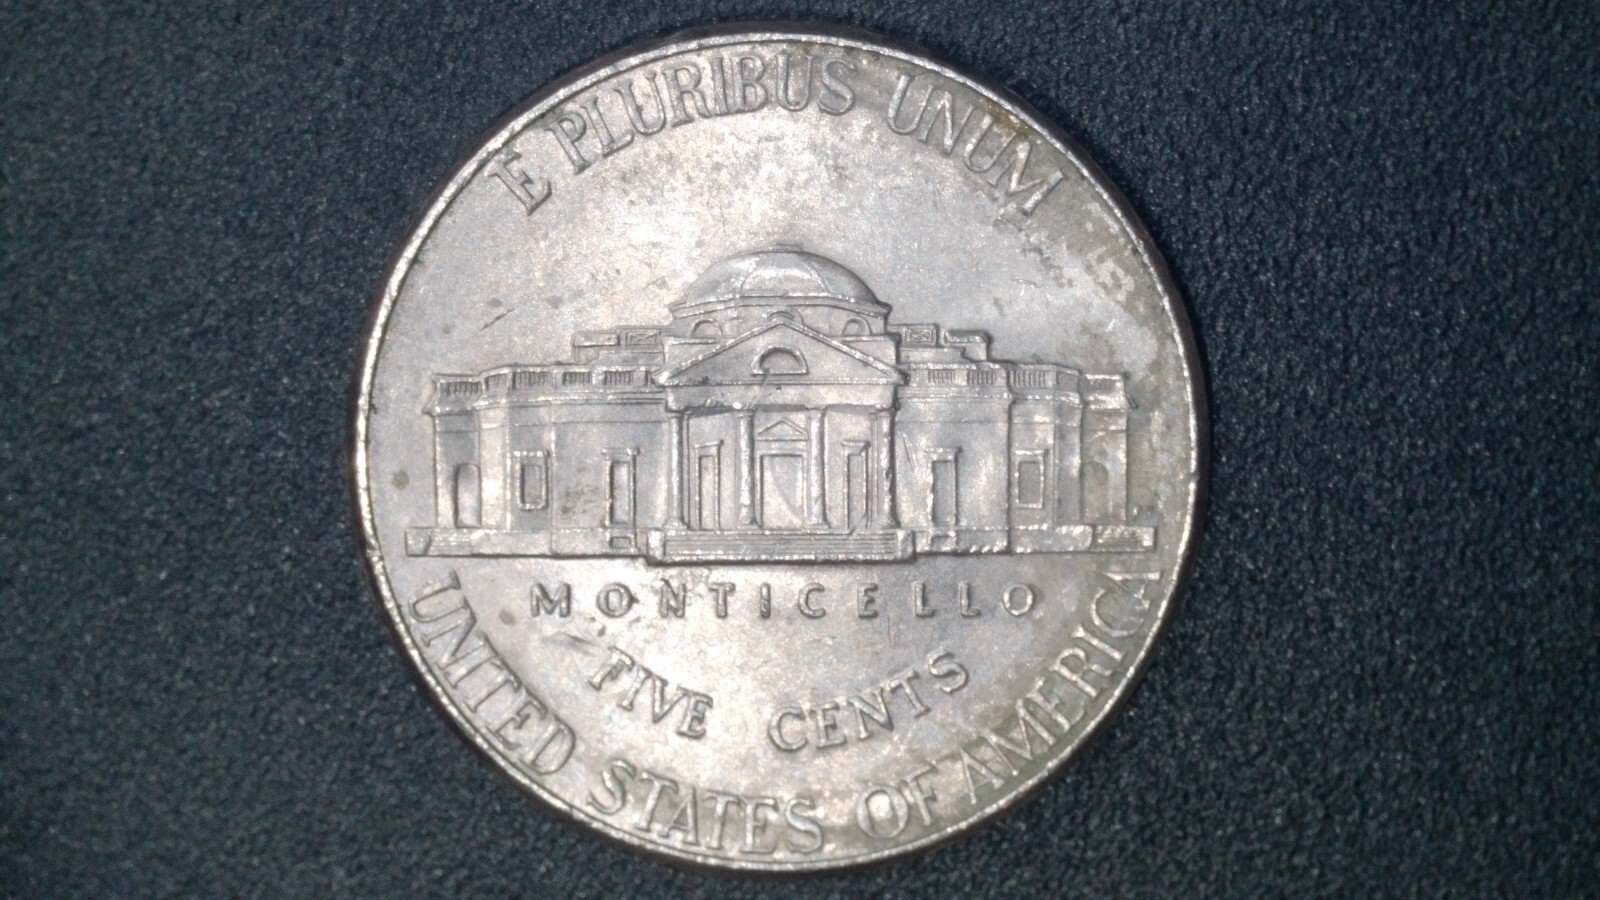 E PLURIBUS UNUM
MONTICELLO
FIVE CENTS
UNITED STATES OF AMERICA